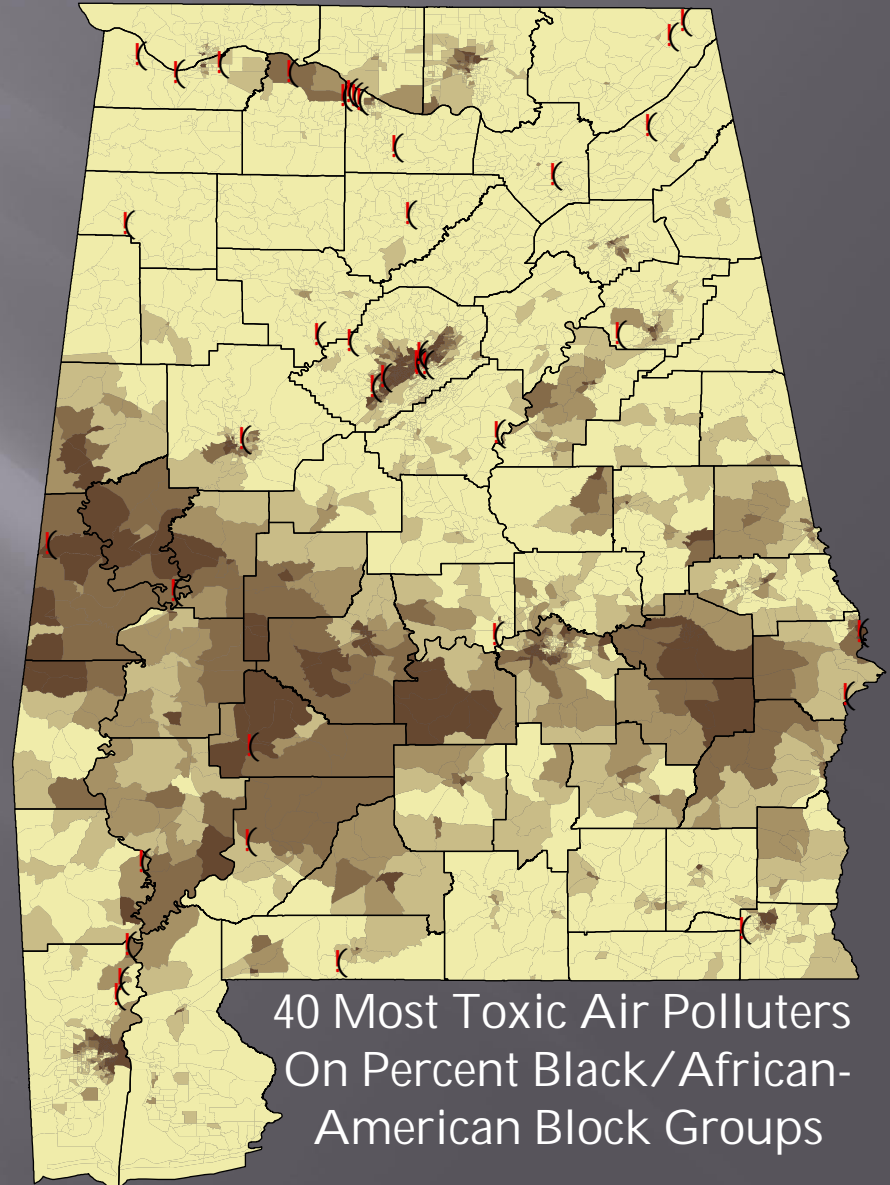 40 Most Toxic Air Polluters
On Percent Black/African-
American Block Groups